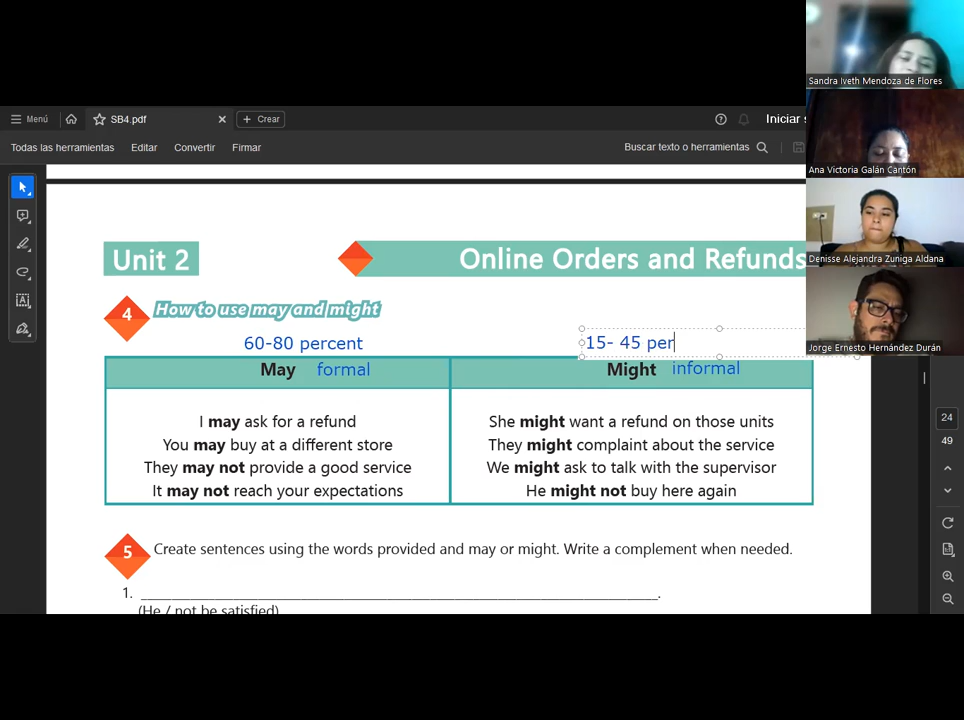 Sandra Iveth Mendoza de Flores
Menú
SB4.pdf
Crear
Iniciar s
Todas las herramientas
Editar
Convertir
Firmar
Buscar texto o herramientas
Ana Victoria Galán Cantón
Unit 2
Online Orders and Refunds
Denisse Alejandra Zuniga Aldana
4
How to use may and might
60-80 percent
15- 45 per
Jorge Ernesto Hernández Durán
May formal
Might informal
I may ask for a refund
She might want a refund on those units
You may buy at a different store
They might complaint about the service
They may not provide a good service
We might ask to talk with the supervisor
It may not reach your expectations
He might not buy here again
24
49
5
Create sentences using the words provided and may or might. Write a complement when needed.
1. ______________________________________________.
(He / not be satisfied)